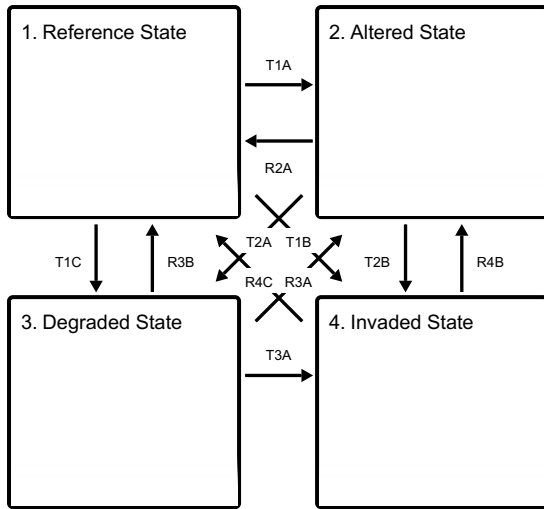 1. Reference State
2. Altered State
T1A
R2A
T2A T1B
T1C
R3B
T2B
R4B
R4C R3A
3. Degraded State
4. Invaded State
T3A